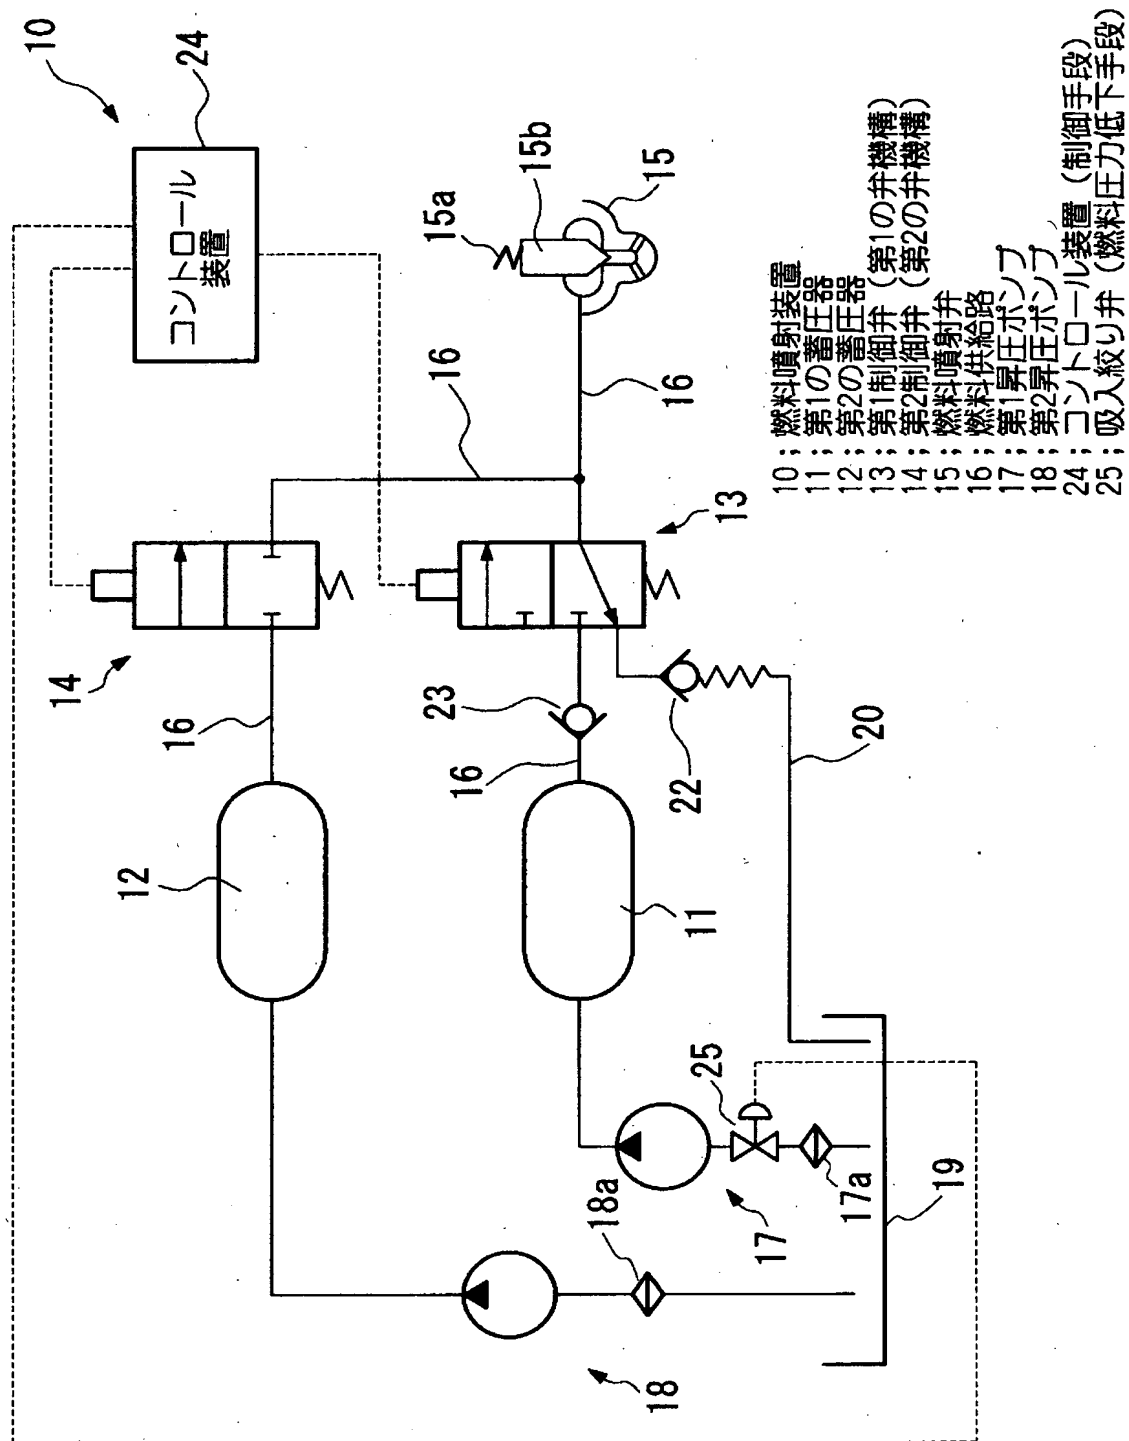 10
24
コントロール
装置
15a
15b
15
16
16
13
14
16
23
16
22
20
12
11
25
18a
17
17a
19
18
10；燃料噴射装置
11；第1の蓄圧器
12；第2の蓄圧器
13；第1制御弁（第1の弁機構）
14；第2制御弁（第2の弁機構）
15；燃料噴射弁
16；燃料供給路
17；第1昇圧ポンプ
18；第2昇圧ポンプ
24；コントロール装置（制御手段）
25；吸入絞り弁（燃料圧力低下手段）